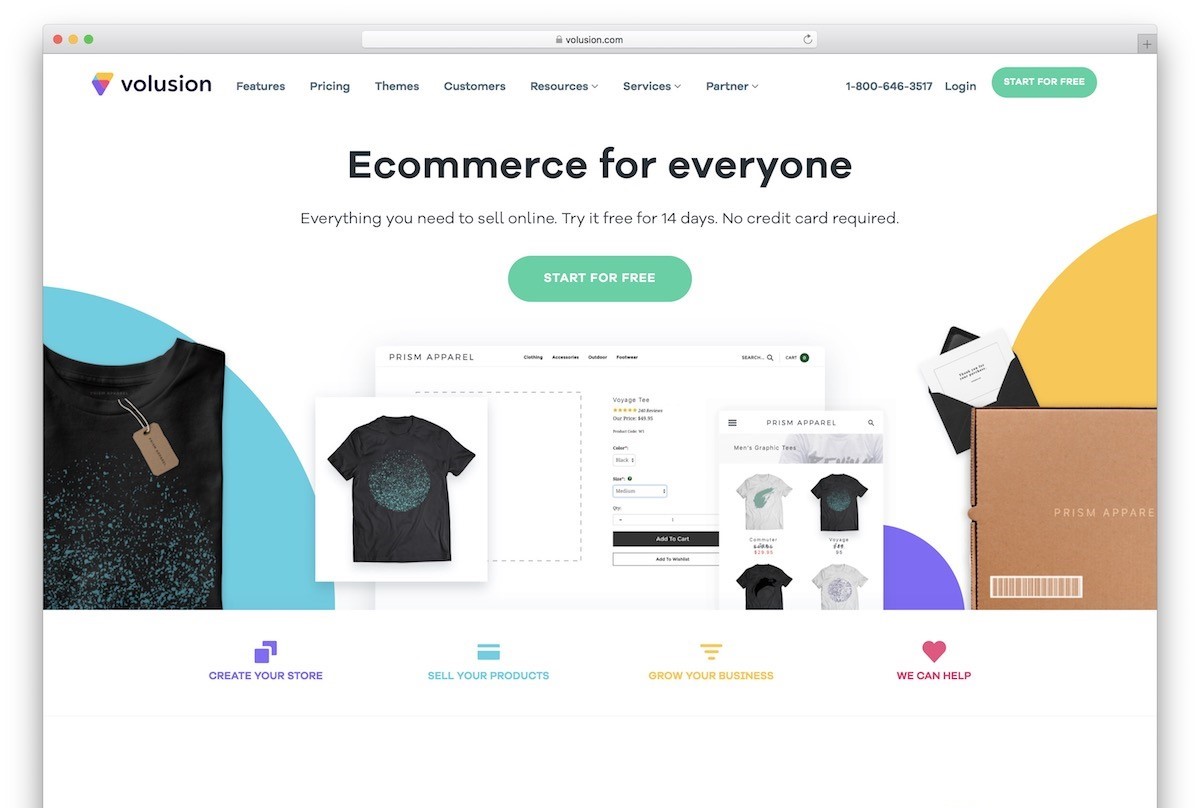 volusion.com
volusion
Features
Pricing
Themes
Customers
Resources
Services
Partner
1-800-646-3517
Login
START FOR FREE
Ecommerce for everyone
Everything you need to sell online. Try it free for 14 days. No credit card required.
START FOR FREE
PRISM APPAREL
Clothing
Accessories
Outdoor
Footwear
SEARCH...
CART 0
Voyage Tee
240 Reviews
Our Price: $49.95
Product Code:
Color*:
Black
Size*:
Medium
Qty:
1
Add To Cart
Add To Wishlist
PRISM APPAREL
Men's Graphic Tees
Commuter
$29.95
Voyage
95
PRISM APPAREL
PRISM APPARE
CREATE YOUR STORE
SELL YOUR PRODUCTS
GROW YOUR BUSINESS
WE CAN HELP